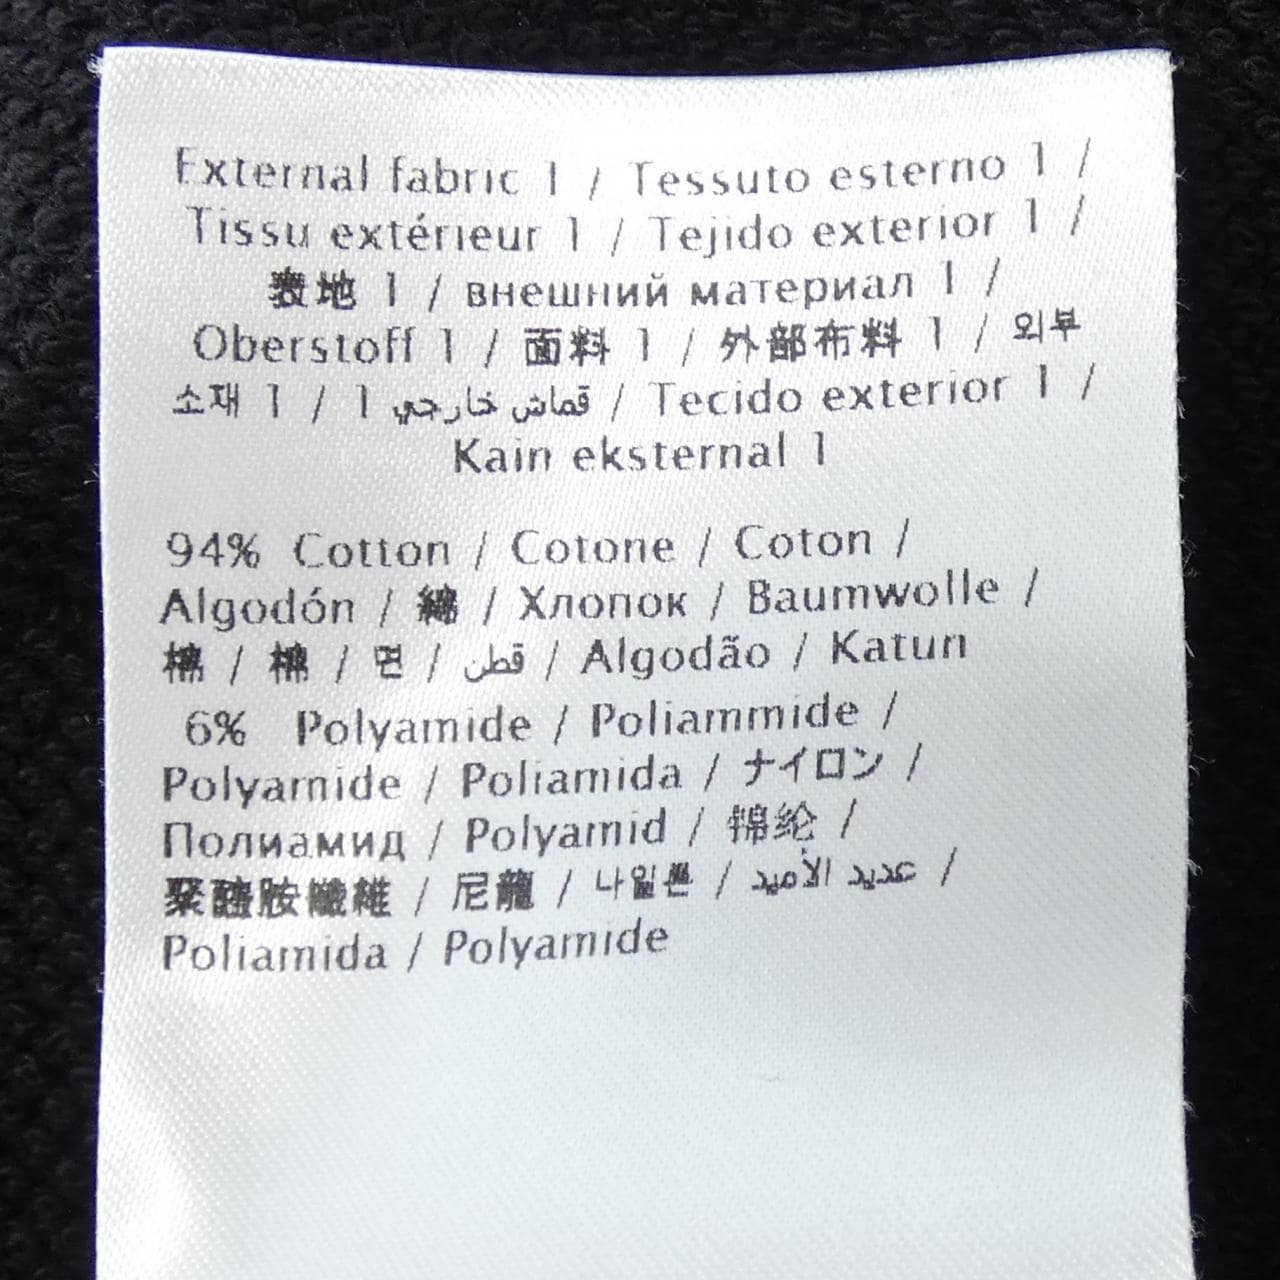 External fabric 1 / Tessuto esterno 1 /
Tissu extérieur 1 / Tejido exterior 1 /
表地 1 / внешний материал 1 /
Oberstoff 1 / 面料 1 / 外部布料 1 / 외부
소재 1 / 1 قماش خارجي / Tecido exterior 1 /
Kain eksternal 1
94% Cotton / Cotone / Coton /
Algodón / 綿 / Хлопок / Baumwolle /
棉 / 棉 / 면 / قطن / Algodão / Katun
6% Polyamide / Poliammide /
Polyamide / Poliamida / ナイロン /
Полиамид / Polyamid / 锦纶 /
聚醯胺纖維 / 尼龍 / 나일론 / عديد الأميد /
Poliamida / Polyamide